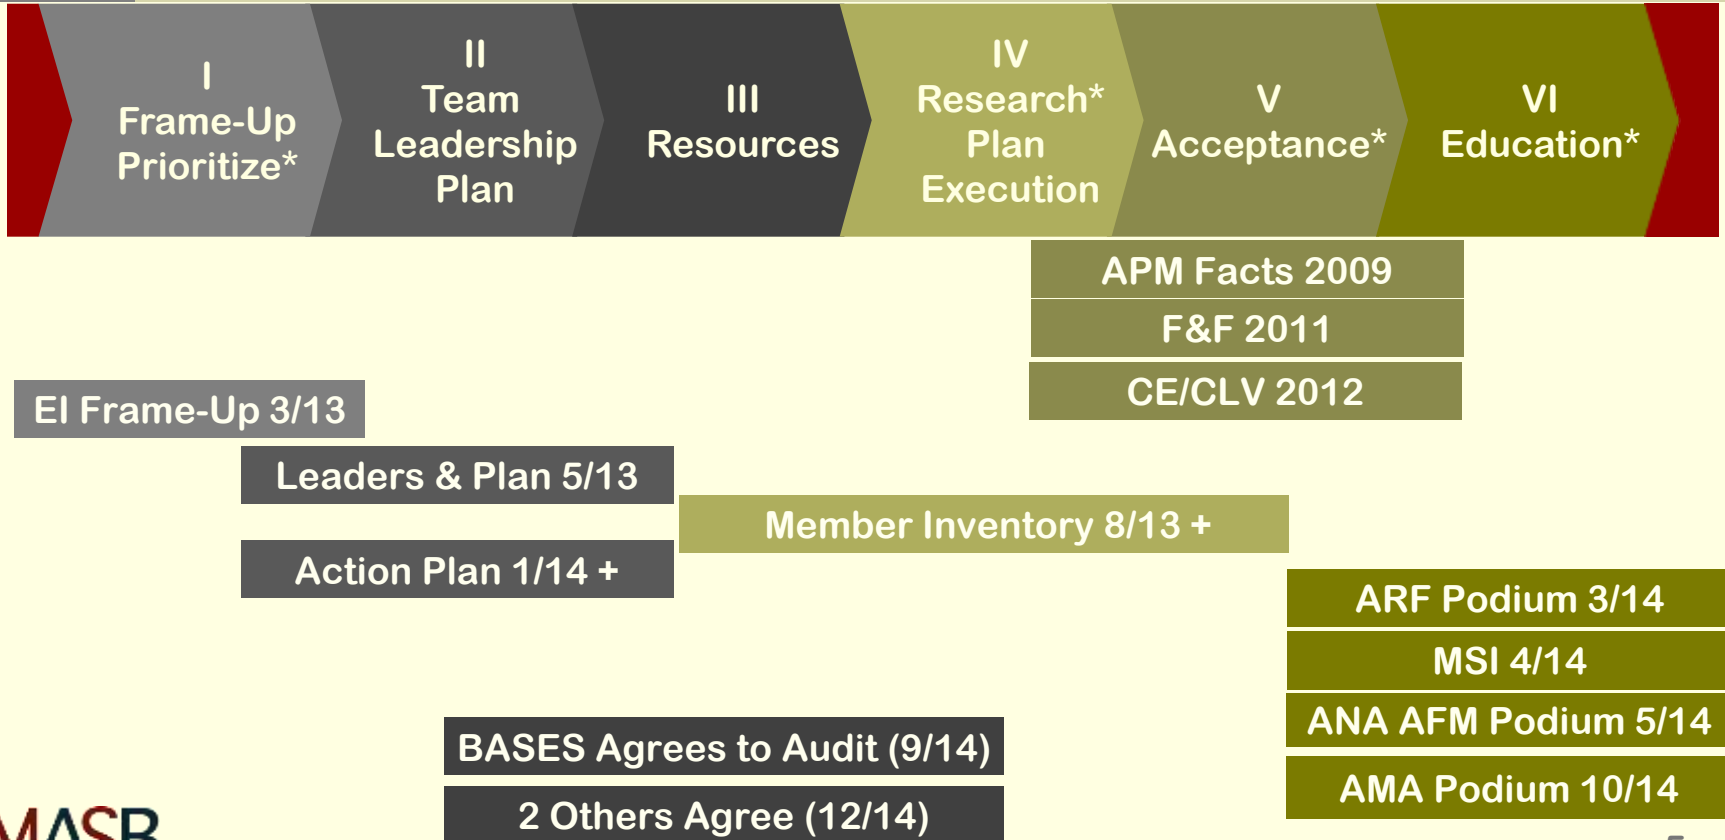 I
Frame-Up
Prioritize*
II
Team
Leadership
Plan
III
Resources
IV
Research*
Plan
Execution
V
Acceptance*
VI
Education*
APM Facts 2009
F&F 2011
CE/CLV 2012
EI Frame-Up 3/13
Leaders & Plan 5/13
Member Inventory 8/13 +
Action Plan 1/14 +
ARF Podium 3/14
MSI 4/14
ANA AFM Podium 5/14
AMA Podium 10/14
BASES Agrees to Audit (9/14)
2 Others Agree (12/14)
MASB